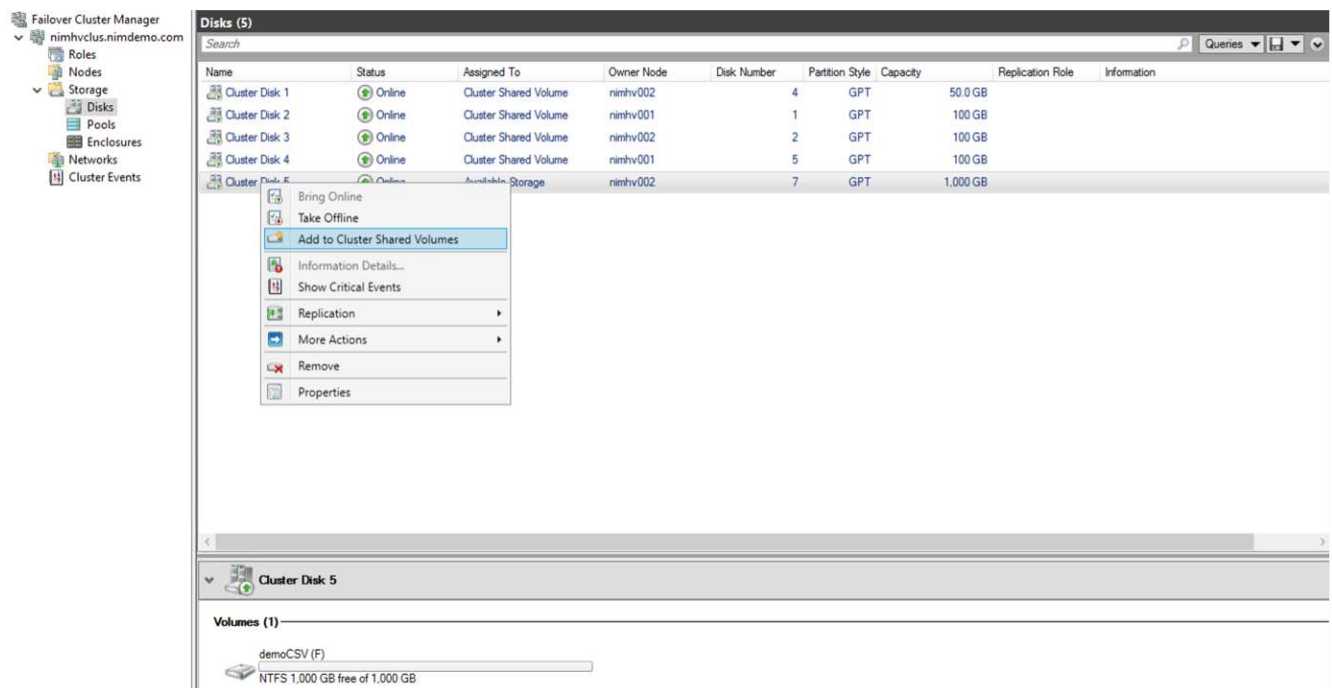 Failover Cluster Manager
nimhvclus.nimdemo.com
Roles
Nodes
Storage
Disks
Pools
Enclosures
Networks
Cluster Events
Disks (5)
Search
Queries
Name Status Assigned To Owner Node Disk Number Partition Style Capacity Replication Role Information
Cluster Disk 1 Online Cluster Shared Volume nimhv002 4 GPT 50.0 GB
Cluster Disk 2 Online Cluster Shared Volume nimhv001 1 GPT 100 GB
Cluster Disk 3 Online Cluster Shared Volume nimhv002 2 GPT 100 GB
Cluster Disk 4 Online Cluster Shared Volume nimhv001 5 GPT 100 GB
Cluster Disk 5 Online Available Storage nimhv002 7 GPT 1,000 GB
Bring Online
Take Offline
Add to Cluster Shared Volumes
Information Details...
Show Critical Events
Replication
More Actions
Remove
Properties
Cluster Disk 5
Volumes (1)
demoCSV (F)
NTFS 1,000 GB free of 1,000 GB